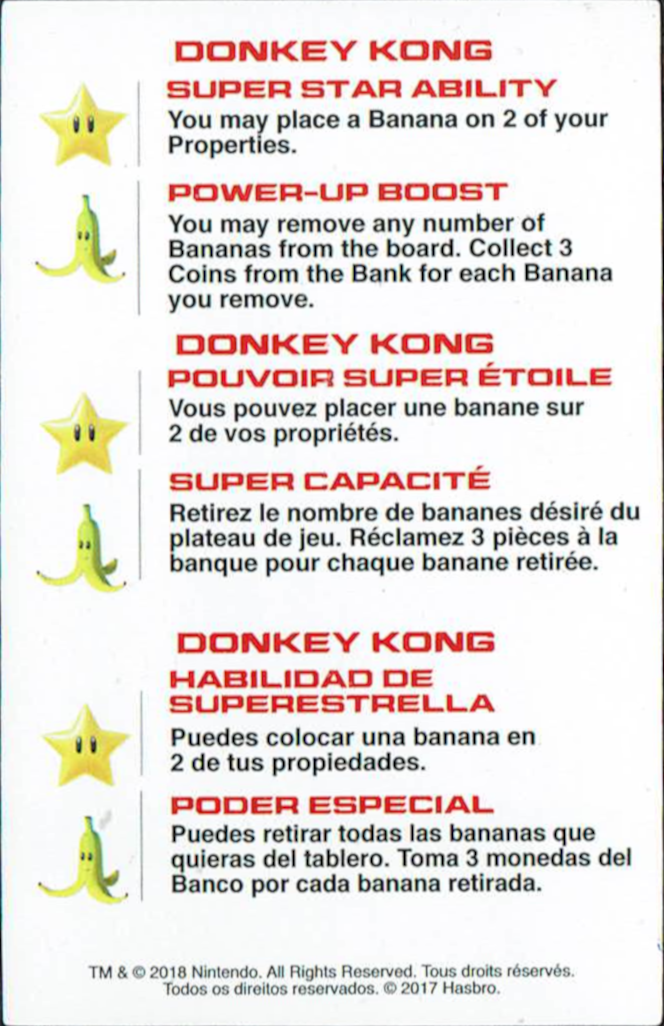 DONKEY KONG
SUPER STAR ABILITY
You may place a Banana on 2 of your
Properties.
POWER-UP BOOST
You may remove any number of
Bananas from the board. Collect 3
Coins from the Bank for each Banana
you remove.
DONKEY KONG
POUVOIR SUPER ÉTOILE
Vous pouvez placer une banane sur
2 de vos propriétés.
SUPER CAPACITÉ
Retirez le nombre de bananes désiré du
plateau de jeu. Réclamez 3 pièces à la
banque pour chaque banane retirée.
DONKEY KONG
HABILIDAD DE
SUPERESTRELLA
Puedes colocar una banana en
2 de tus propiedades.
PODER ESPECIAL
Puedes retirar todas las bananas que
quieras del tablero. Toma 3 monedas del
Banco por cada banana retirada.
TM & © 2018 Nintendo. All Rights Reserved. Tous droits réservés.
Todos os direitos reservados. © 2017 Hasbro.